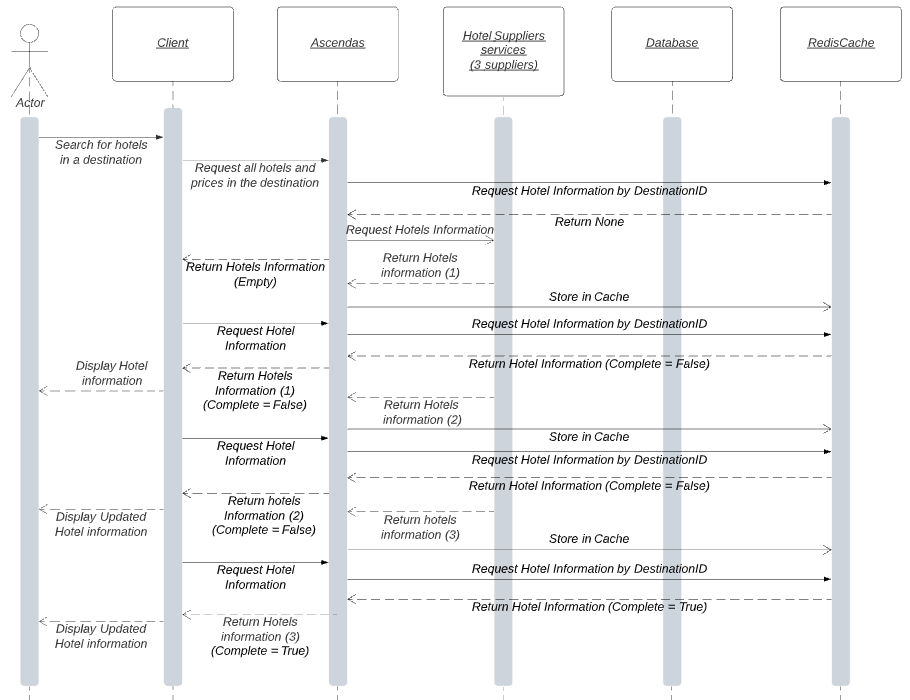 Actor
Client
Ascendas
Hotel Suppliers
services
(3 suppliers)
Database
RedisCache
Search for hotels
in a destination
Request all hotels and
prices in the destination
Request Hotel Information by DestinationID
Return None
Request Hotels Information
Return Hotels Information
(Empty)
Return Hotels
information (1)
Store in Cache
Request Hotel
Information
Request Hotel Information by DestinationID
Return Hotel Information (Complete = False)
Display Hotel
information
Return Hotels
Information (1)
(Complete = False)
Return Hotels
information (2)
Store in Cache
Request Hotel
Information
Request Hotel Information by DestinationID
Return Hotel Information (Complete = False)
Return hotels
Information (2)
(Complete = False)
Display Updated
Hotel information
Return hotels
information (3)
Store in Cache
Request Hotel
Information
Request Hotel Information by DestinationID
Return Hotel Information (Complete = True)
Return Hotels
information (3)
(Complete = True)
Display Updated
Hotel information